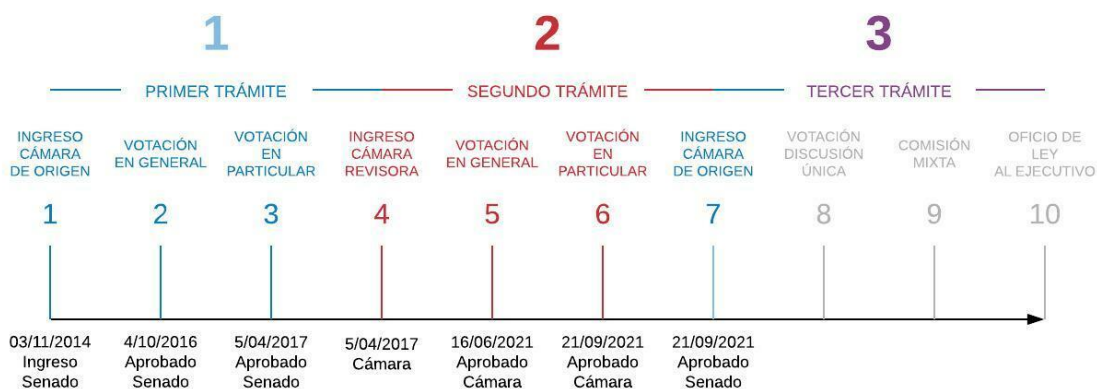 1
2
3
PRIMER TRÁMITE
SEGUNDO TRÁMITE
TERCER TRÁMITE
INGRESO
CÁMARA
DE ORIGEN
VOTACIÓN
EN GENERAL
VOTACIÓN
EN
PARTICULAR
INGRESO
CÁMARA
REVISORA
VOTACIÓN
EN GENERAL
VOTACIÓN
EN
PARTICULAR
INGRESO
CÁMARA
DE ORIGEN
VOTACIÓN
DISCUSIÓN
ÚNICA
COMISIÓN
MIXTA
OFICIO DE
LEY
AL EJECUTIVO
1
2
3
4
5
6
7
8
9
10
03/11/2014
Ingreso
Senado
4/10/2016
Aprobado
Senado
5/04/2017
Aprobado
Senado
5/04/2017
Cámara
16/06/2021
Aprobado
Cámara
21/09/2021
Aprobado
Cámara
21/09/2021
Aprobado
Senado